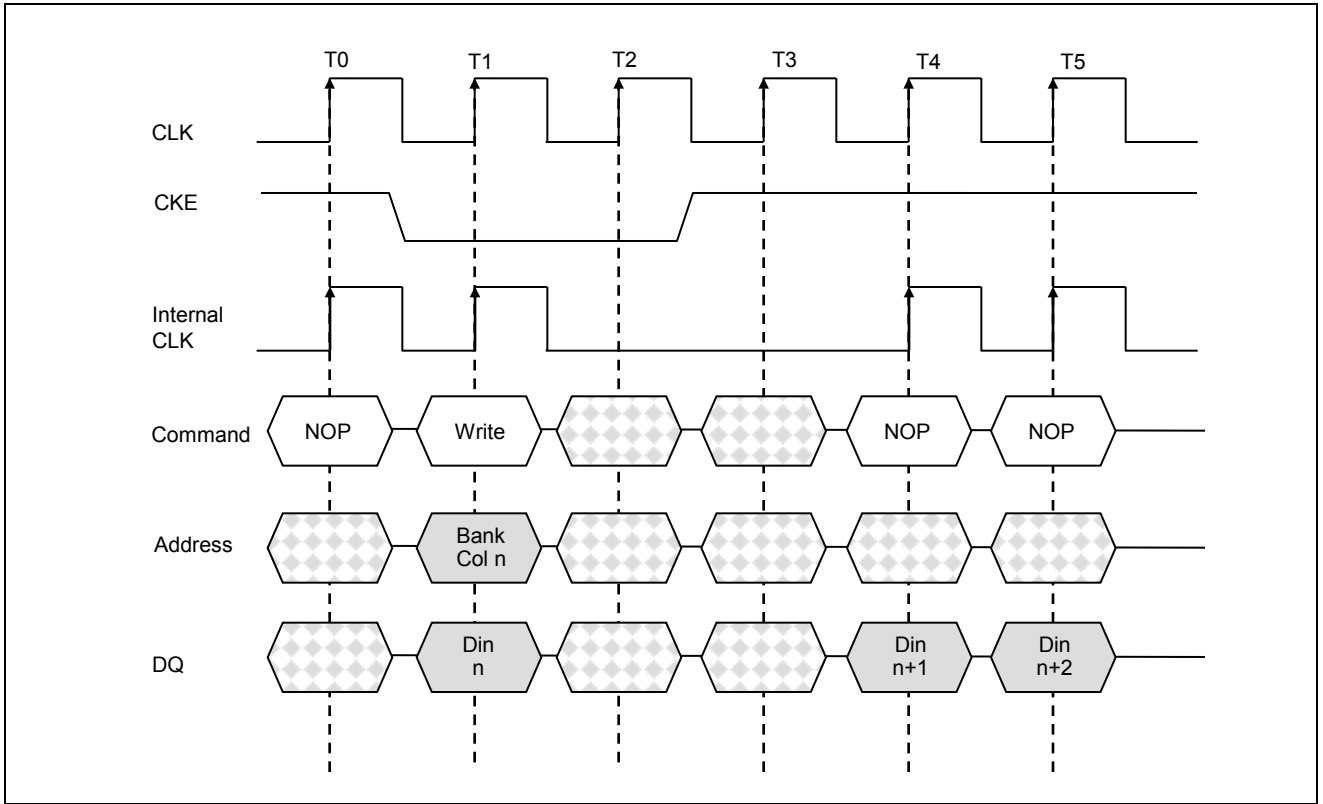 T0 T1 T2 T3 T4 T5
CLK
CKE
Internal
CLK
Command NOP Write NOP NOP
Address Bank
Col n
DQ Din Din Din
n n+1 n+2